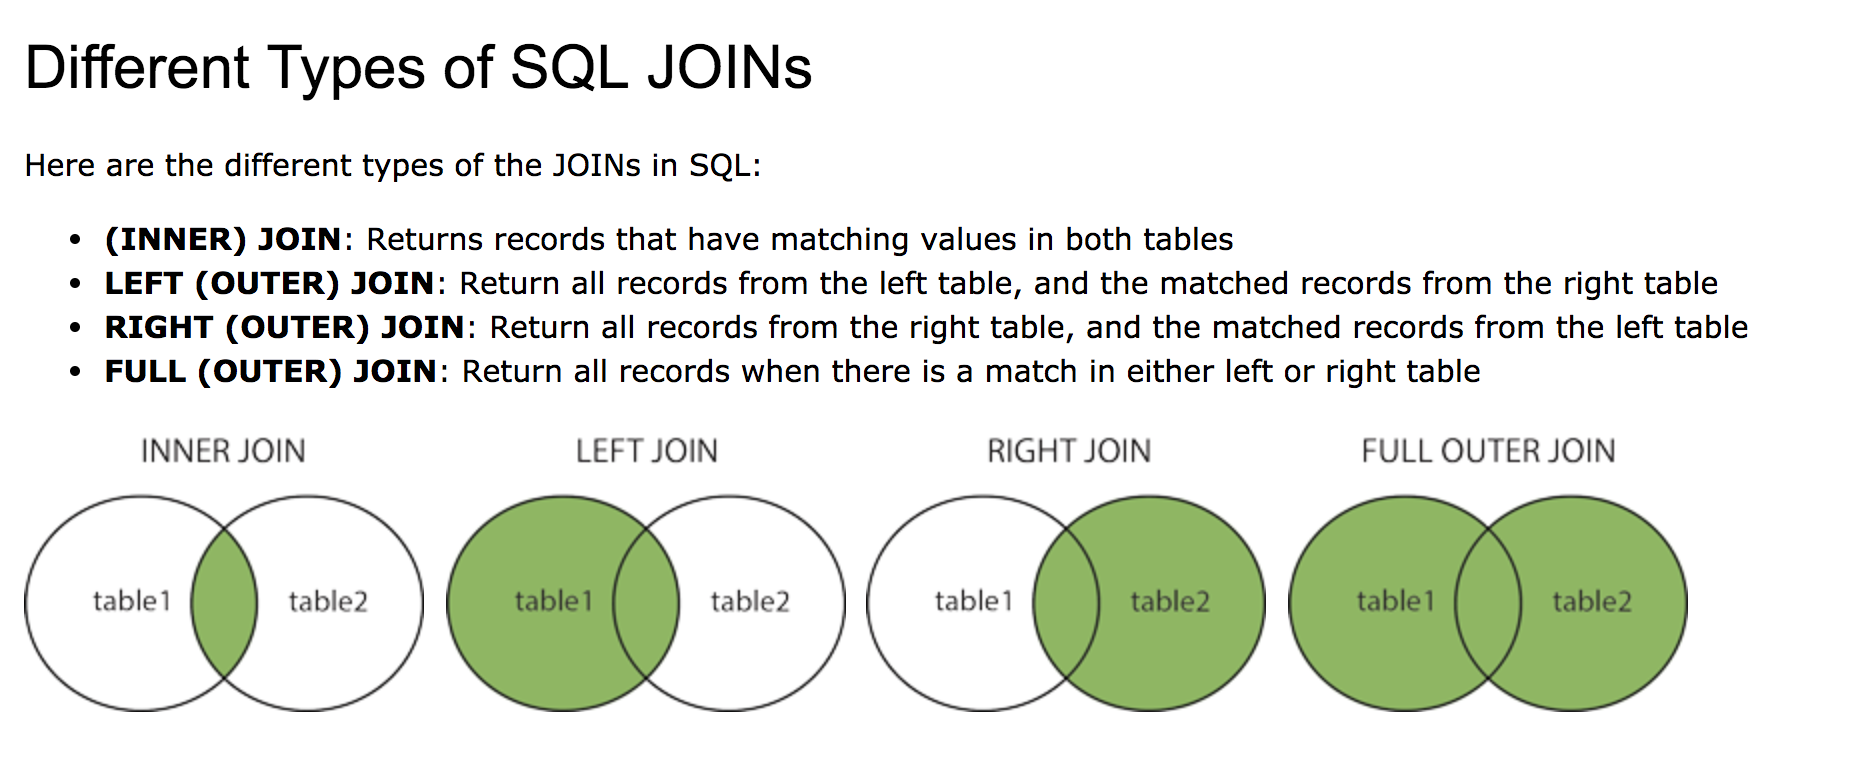 Different Types of SQL JOINs
Here are the different types of the JOINs in SQL:
• (INNER) JOIN: Returns records that have matching values in both tables
• LEFT (OUTER) JOIN: Return all records from the left table, and the matched records from the right table
• RIGHT (OUTER) JOIN: Return all records from the right table, and the matched records from the left table
• FULL (OUTER) JOIN: Return all records when there is a match in either left or right table
INNER JOIN
table1 table2
LEFT JOIN
table1 table2
RIGHT JOIN
table1 table2
FULL OUTER JOIN
table1 table2